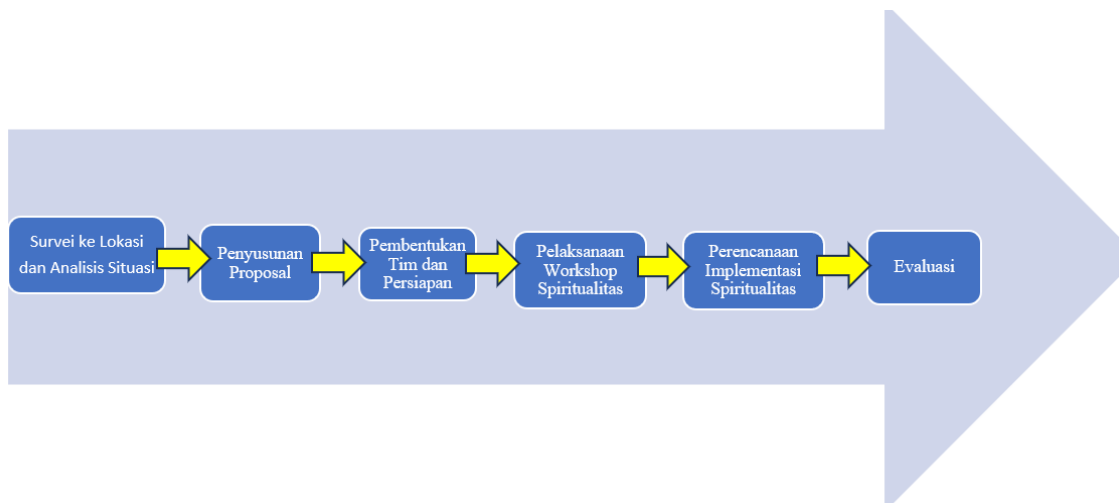 Survei ke Lokasi
dan Analisis Situasi
Penyusunan
Proposal
Pembentukan
Tim dan
Persiapan
Pelaksanaan
Workshop
Spiritualitas
Perencanaan
Implementasi
Spiritualitas
Evaluasi